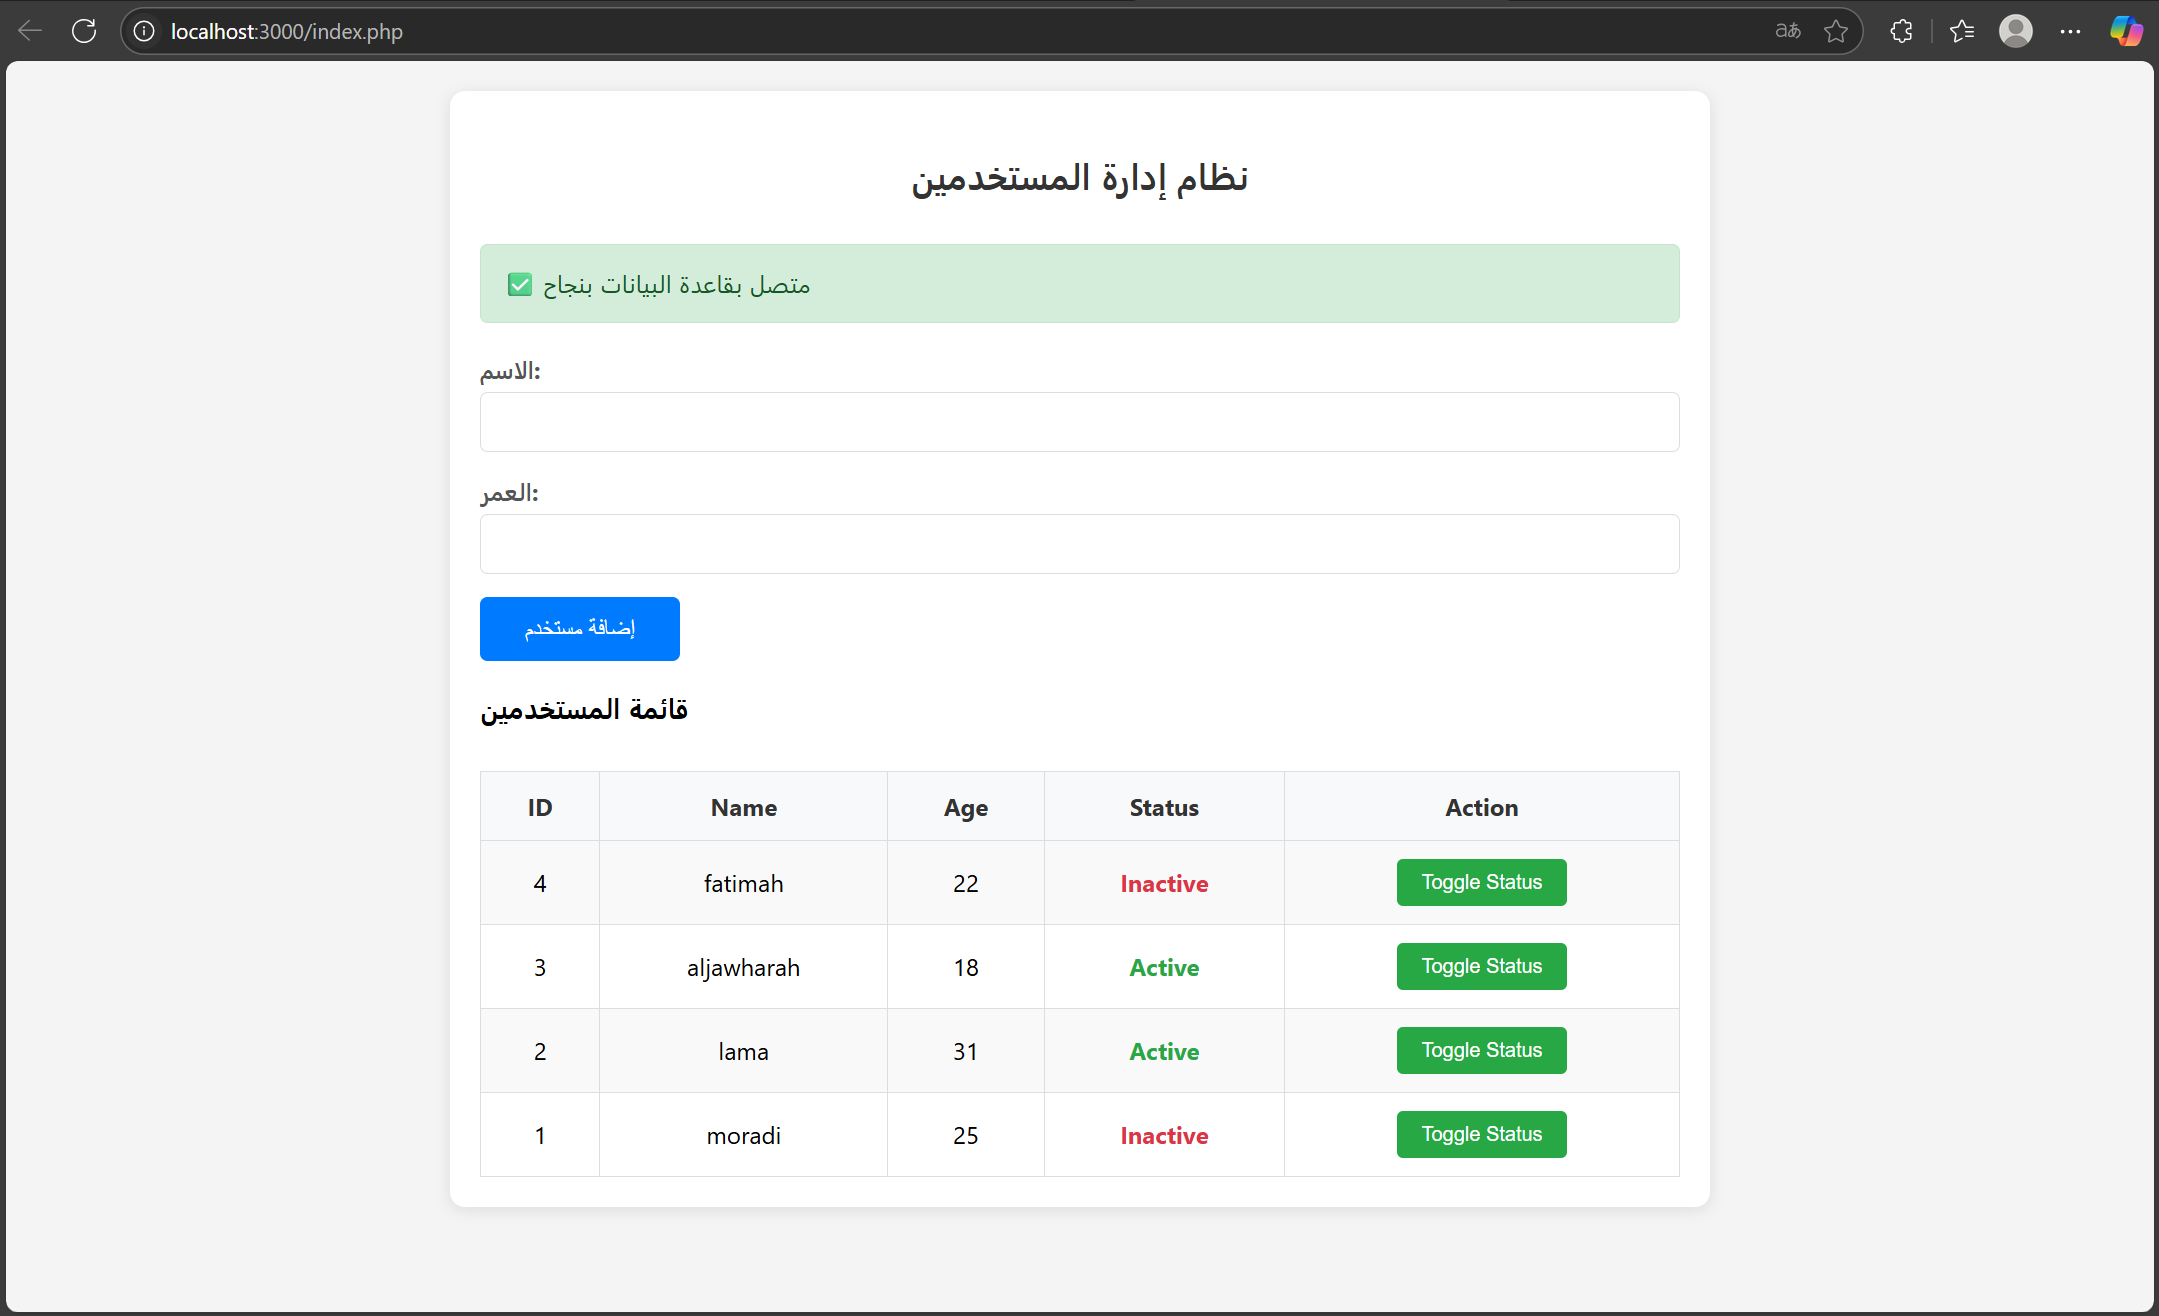 localhost:3000/index.php
نظام إدارة المستخدمين
✅ متصل بقاعدة البيانات بنجاح
الاسم:
العمر:
إضافة مستخدم
قائمة المستخدمين
ID Name Age Status Action
4 fatimah 22 Inactive Toggle Status
3 aljawharah 18 Active Toggle Status
2 lama 31 Active Toggle Status
1 moradi 25 Inactive Toggle Status